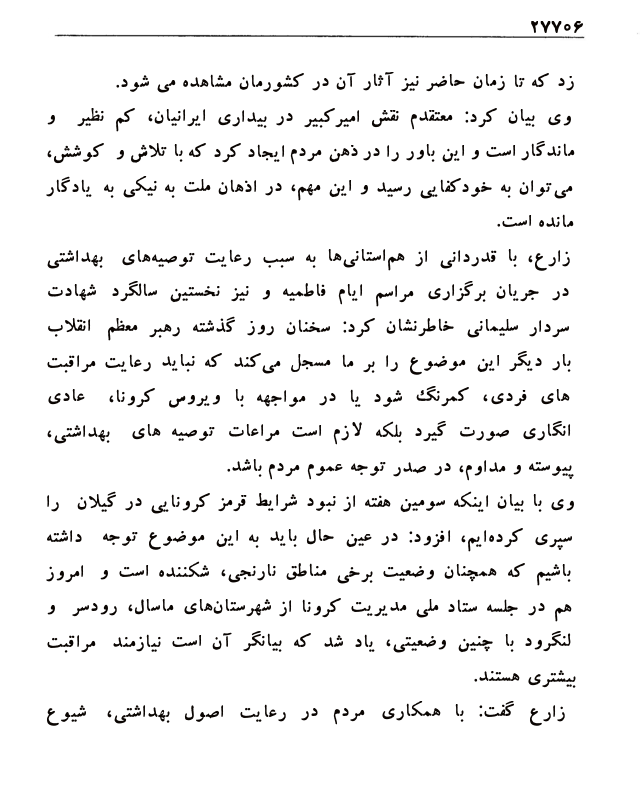 ۲۷۷۰۶
زد که تا زمان حاضر نیز آثار آن در کشورمان مشاهده می شود.
وی بیان کرد: معتقدم نقش امیرکبیر در بیداری ایرانیان، کم نظیر و
ماندگار است و این باور را در ذهن مردم ایجاد کرد که با تلاش و کوشش،
می‌توان به خودکفایی رسید و این مهم، در اذهان ملت به نیکی به یادگار
مانده است.
زارع، با قدردانی از هم‌استانی‌ها به سبب رعایت توصیه‌های بهداشتی
در جریان برگزاری مراسم ایام فاطمیه و نیز نخستین سالگرد شهادت
سردار سلیمانی خاطرنشان کرد: سخنان روز گذشته رهبر معظم انقلاب
بار دیگر این موضوع را بر ما مسجل می‌کند که نباید رعایت مراقبت
های فردی، کمرنگ شود یا در مواجهه با ویروس کرونا، عادی
انگاری صورت گیرد بلکه لازم است مراعات توصیه های بهداشتی،
پیوسته و مداوم، در صدر توجه عموم مردم باشد.
وی با بیان اینکه سومین هفته از نبود شرایط قرمز کرونایی در گیلان را
سپری کرده‌ایم، افزود: در عین حال باید به این موضوع توجه داشته
باشیم که همچنان وضعیت برخی مناطق نارنجی، شکننده است و امروز
هم در جلسه ستاد ملی مدیریت کرونا از شهرستان‌های ماسال، رودسر و
لنگرود با چنین وضعیتی، یاد شد که بیانگر آن است نیازمند مراقبت
بیشتری هستند.
زارع گفت: با همکاری مردم در رعایت اصول بهداشتی، شیوع